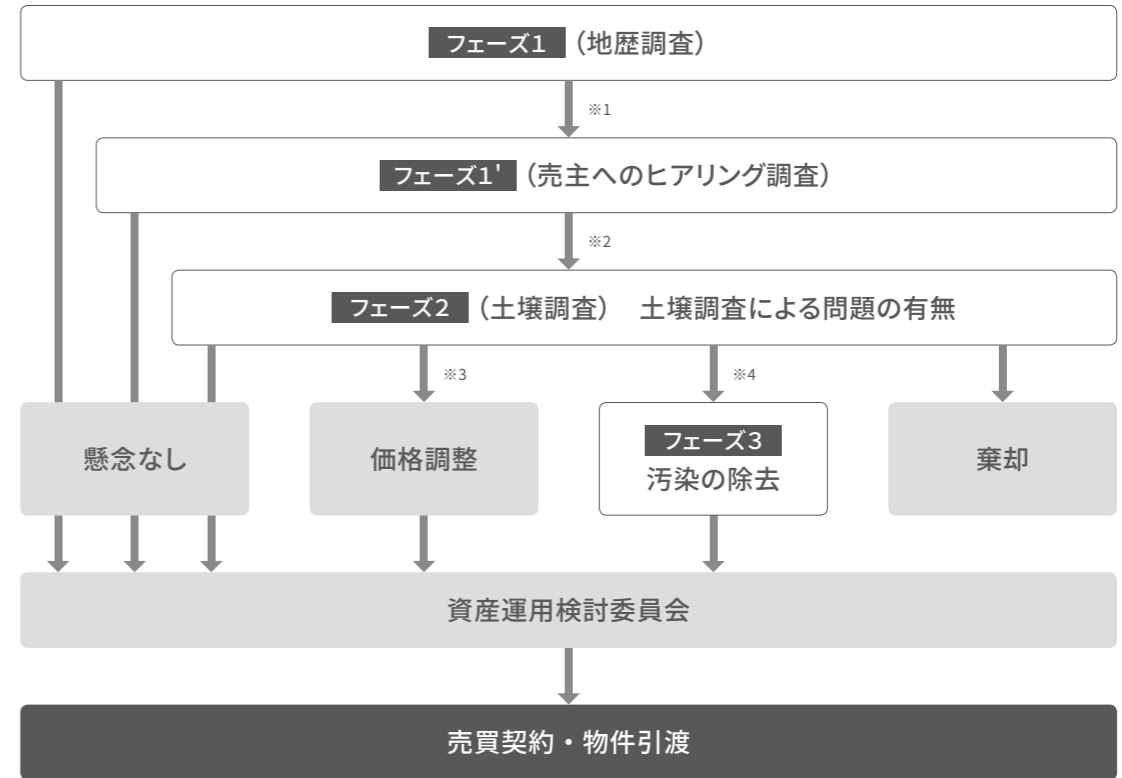 フェーズ1（地歴調査）
※1
フェーズ1'（売主へのヒアリング調査）
※2
フェーズ2（土壌調査） 土壌調査による問題の有無
※3
※4
懸念なし
価格調整
フェーズ3
汚染の除去
棄却
資産運用検討委員会
売買契約・物件引渡